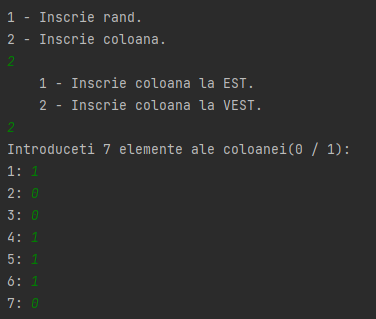 1 - Inscrie rand.
2 - Inscrie coloana.
2
    1 - Inscrie coloana la EST.
    2 - Inscrie coloana la VEST.
2
Introduceti 7 elemente ale coloanei(0 / 1):
1: 1
2: 0
3: 0
4: 1
5: 1
6: 1
7: 0